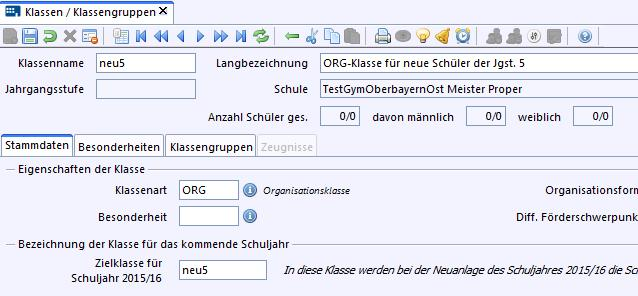 Klassen / Klassengruppen
Klassenname neu5 Langbezeichnung ORG-Klasse für neue Schüler der Jgst. 5
Jahrgangsstufe Schule TestGymOberbayernOst Meister Proper
Anzahl Schüler ges. 0/0 davon männlich 0/0 weiblich 0/0
Stammdaten Besonderheiten Klassengruppen Zeugnisse
Eigenschaften der Klasse
Klassenart ORG Organisationsklasse Organisationsform
Besonderheit Diff. Förderschwerpunk
Bezeichnung der Klasse für das kommende Schuljahr
Zielklasse für
Schuljahr 2015/16 neu5 In diese Klasse werden bei der Neuanlage des Schuljahres 2015/16 die Sc